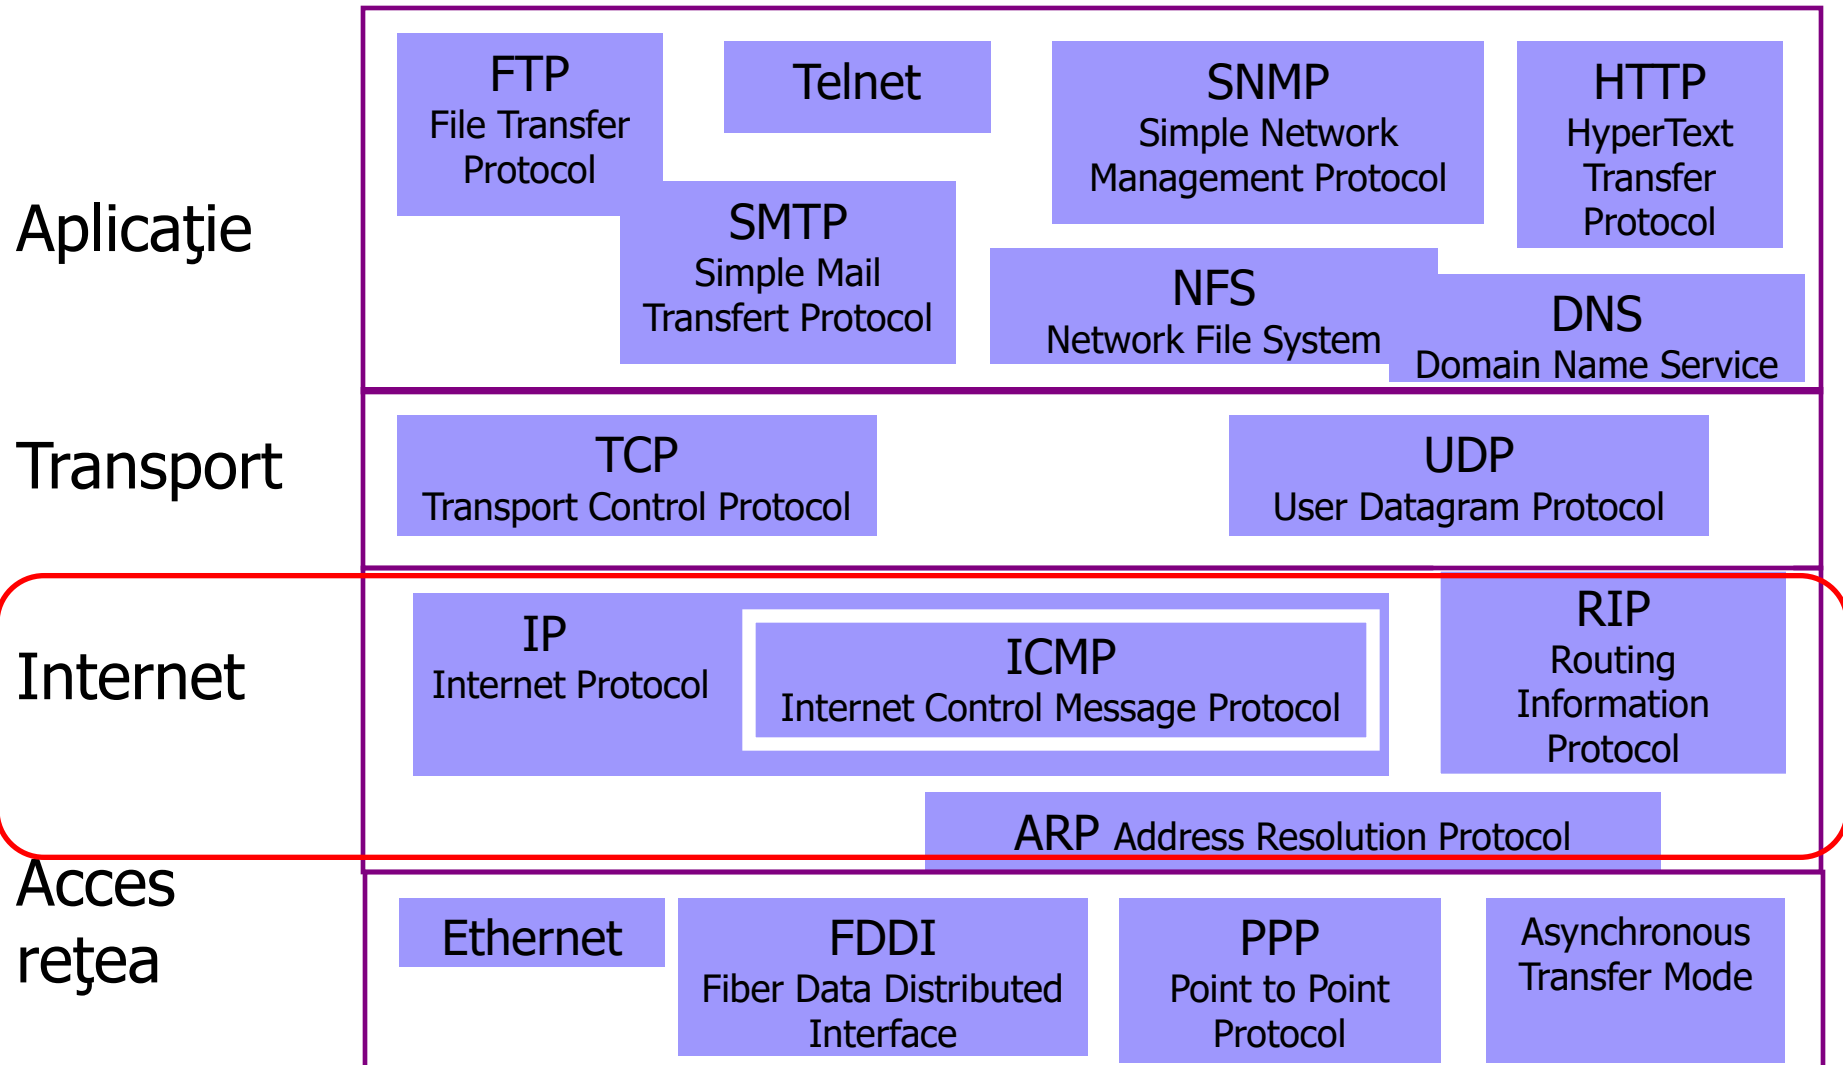 Aplicaţie
FTP
File Transfer
Protocol
Telnet
SNMP
Simple Network
Management Protocol
HTTP
HyperText
Transfer
Protocol
SMTP
Simple Mail
Transfert Protocol
NFS
Network File System
DNS
Domain Name Service
Transport
TCP
Transport Control Protocol
UDP
User Datagram Protocol
Internet
IP
Internet Protocol
ICMP
Internet Control Message Protocol
RIP
Routing
Information
Protocol
ARP Address Resolution Protocol
Acces
reţea
Ethernet
FDDI
Fiber Data Distributed
Interface
PPP
Point to Point
Protocol
Asynchronous
Transfer Mode